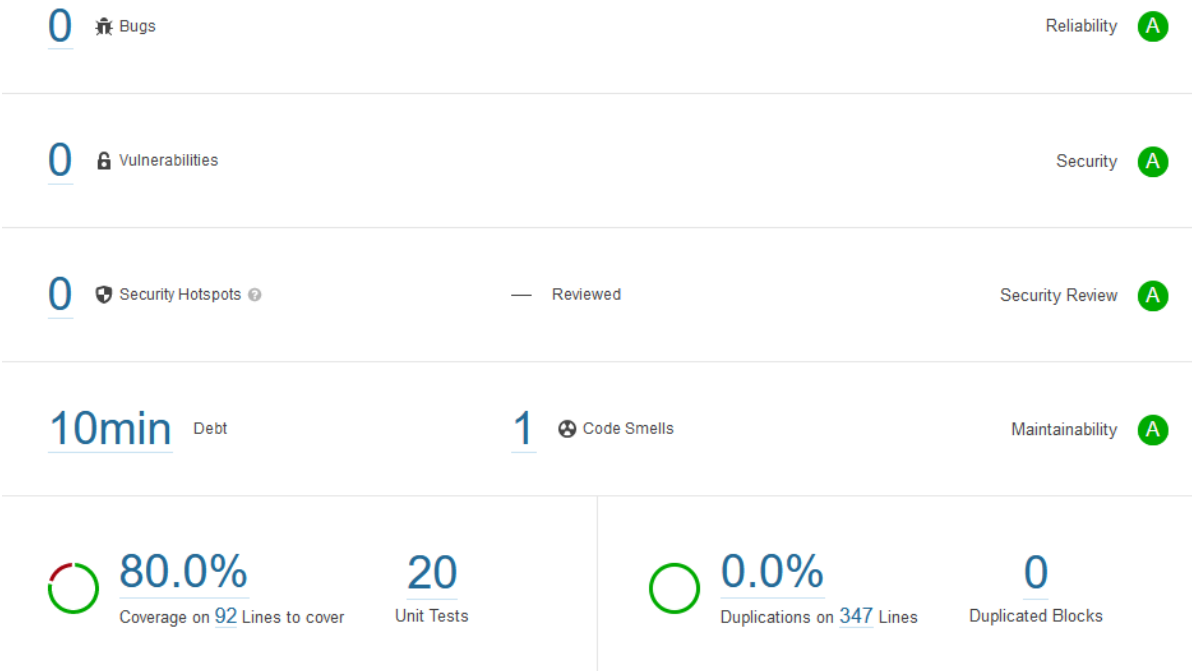 0 Bugs Reliability A
0 Vulnerabilities Security A
0 Security Hotspots ? — Reviewed Security Review A
10min Debt 1 Code Smells Maintainability A
80.0% 20 0.0% 0
Coverage on 92 Lines to cover Unit Tests Duplications on 347 Lines Duplicated Blocks